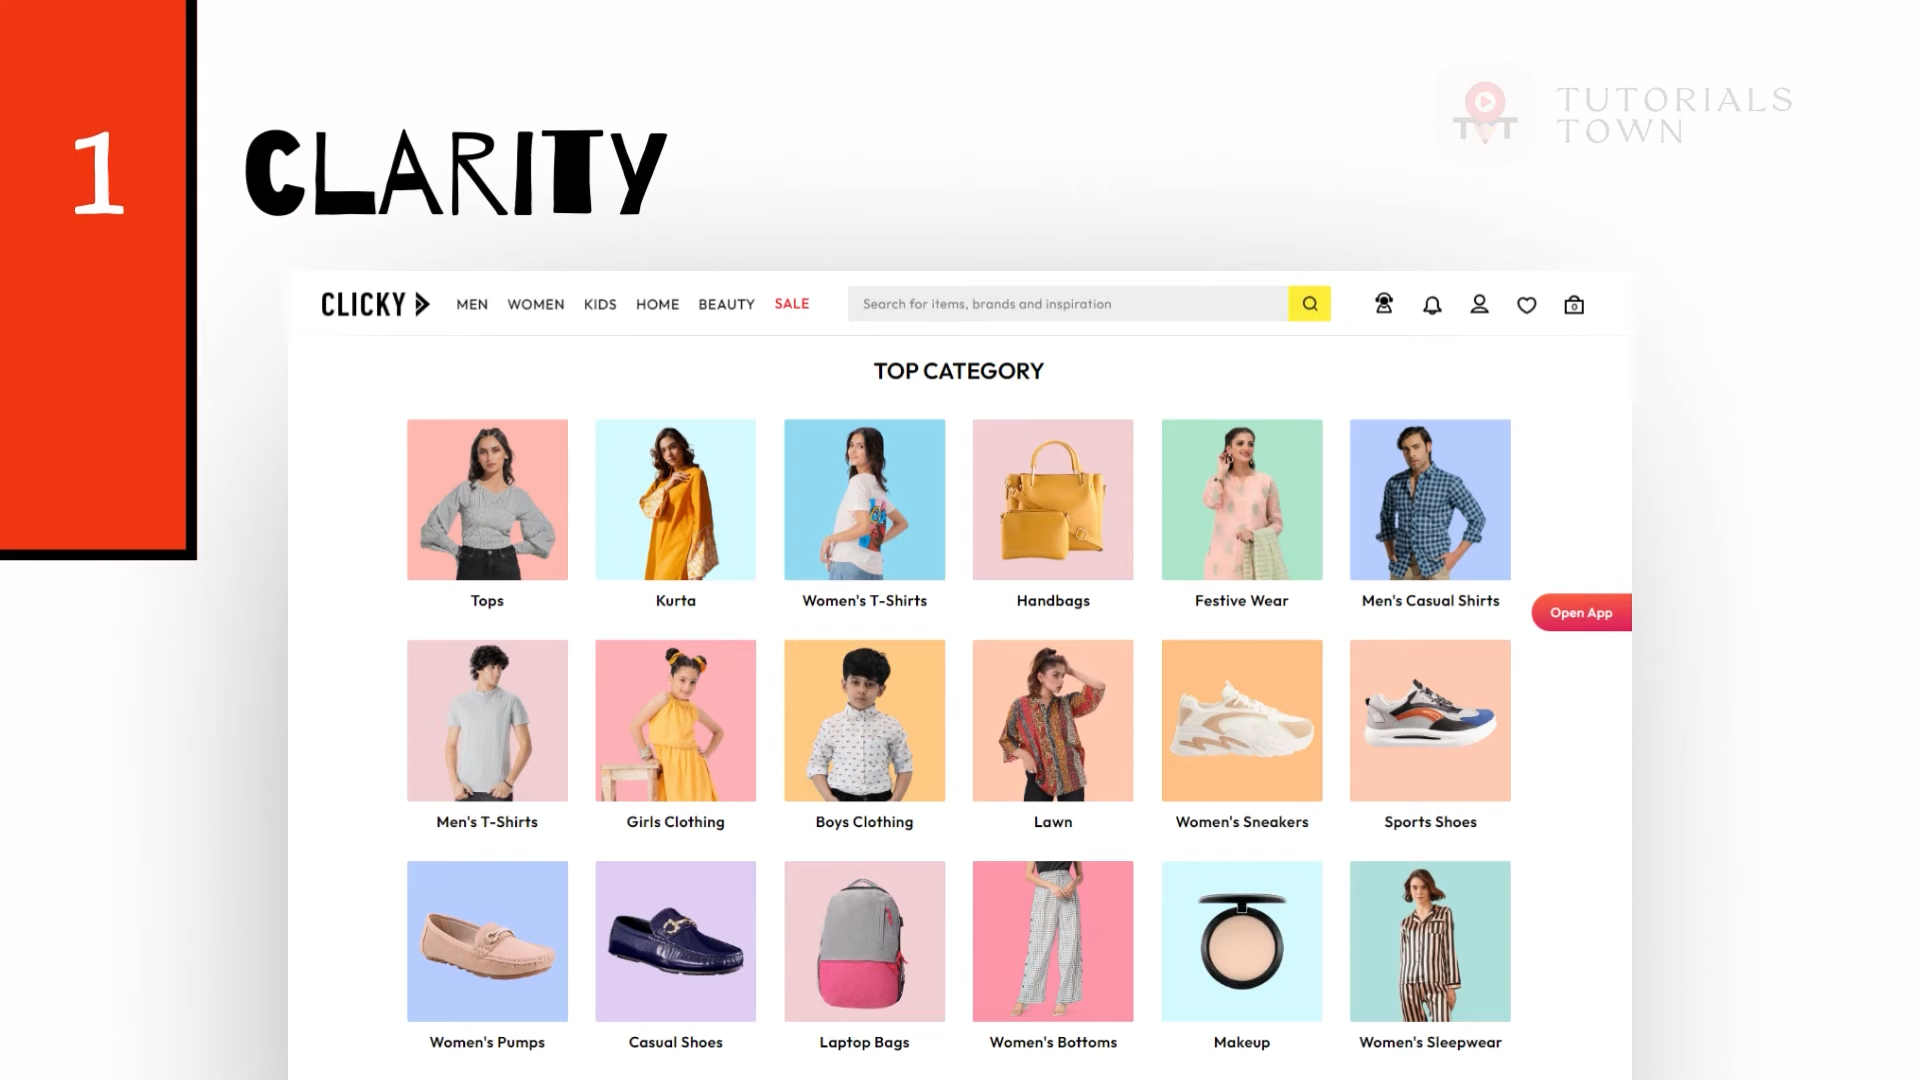 1
CLARITY
TUTORIALS
TOWN
TT
CLICKY
MEN WOMEN KIDS HOME BEAUTY SALE
Search for items, brands and inspiration
0
TOP CATEGORY
Tops Kurta Women's T-Shirts Handbags Festive Wear Men's Casual Shirts
Open App
Men's T-Shirts Girls Clothing Boys Clothing Lawn Women's Sneakers Sports Shoes
Women's Pumps Casual Shoes Laptop Bags Women's Bottoms Makeup Women's Sleepwear